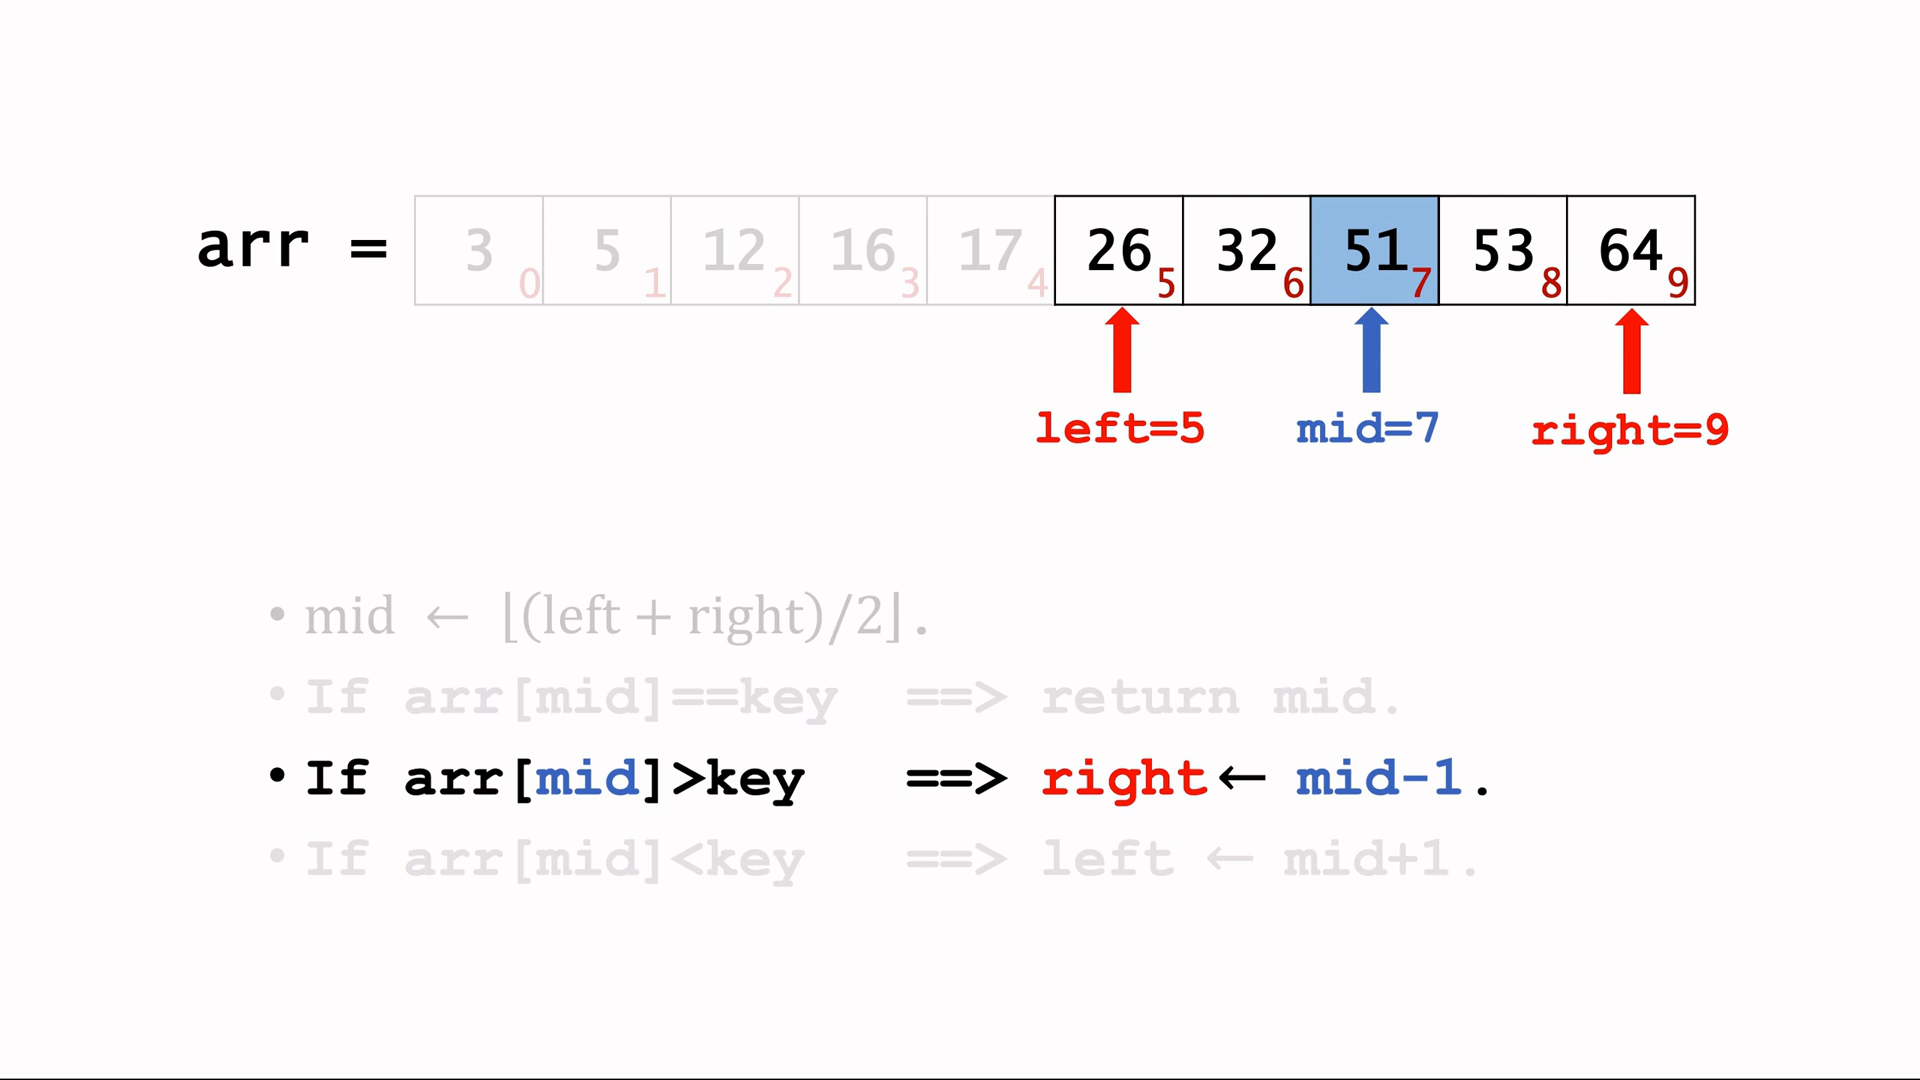 arr = 3 0 5 1 12 2 16 3 17 4 26 5 32 6 51 7 53 8 64 9
left=5 mid=7 right=9
• mid ← ⌊(left + right)/2⌋.
• If arr[mid]==key ==> return mid.
• If arr[mid]>key ==> right ← mid-1.
• If arr[mid]<key ==> left ← mid+1.